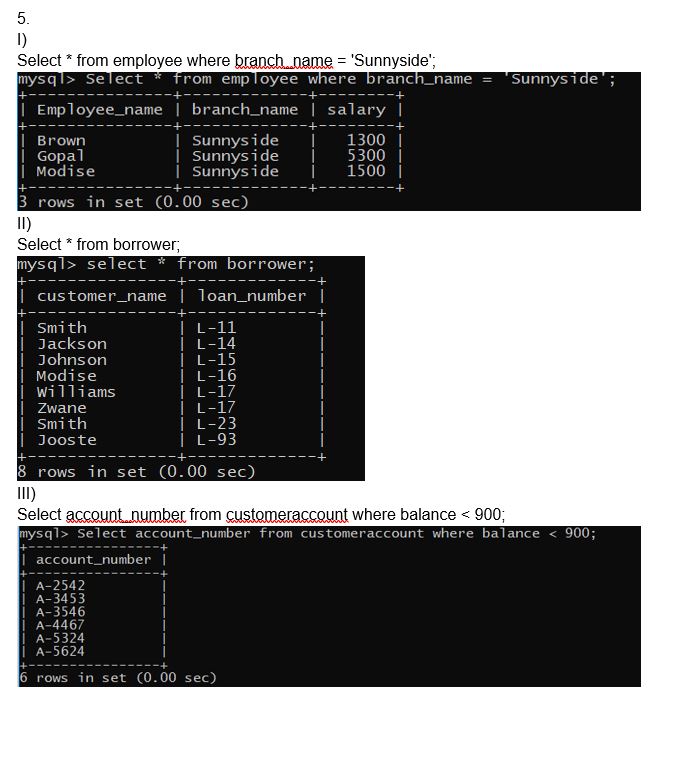 5.
I)
Select * from employee where branch_name = 'Sunnyside';
mysql> Select * from employee where branch_name = 'Sunnyside';
+---------------+-------------+--------+
| Employee_name | branch_name | salary |
+---------------+-------------+--------+
| Brown         | Sunnyside   |   1300 |
| Gopal         | Sunnyside   |   5300 |
| Modise        | Sunnyside   |   1500 |
+---------------+-------------+--------+
3 rows in set (0.00 sec)
II)
Select * from borrower;
mysql> select * from borrower;
+---------------+-------------+
| customer_name | loan_number |
+---------------+-------------+
| Smith         | L-11        |
| Jackson       | L-14        |
| Johnson       | L-15        |
| Modise        | L-16        |
| Williams      | L-17        |
| Zwane         | L-17        |
| Smith         | L-23        |
| Jooste        | L-93        |
+---------------+-------------+
8 rows in set (0.00 sec)
III)
Select account_number from customeraccount where balance < 900;
mysql> Select account_number from customeraccount where balance < 900;
+----------------+
| account_number |
+----------------+
| A-2542         |
| A-3453         |
| A-3546         |
| A-4467         |
| A-5324         |
| A-5624         |
+----------------+
6 rows in set (0.00 sec)